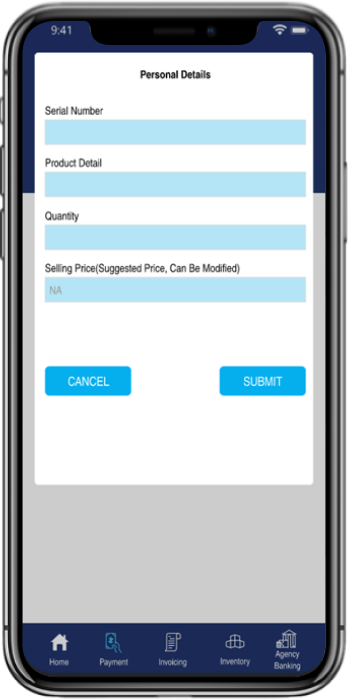 9:41
Personal Details
Serial Number
Product Detail
Quantity
Selling Price(Suggested Price, Can Be Modified)
NA
CANCEL
SUBMIT
Home
Payment
Invoicing
Inventory
Agency
Banking